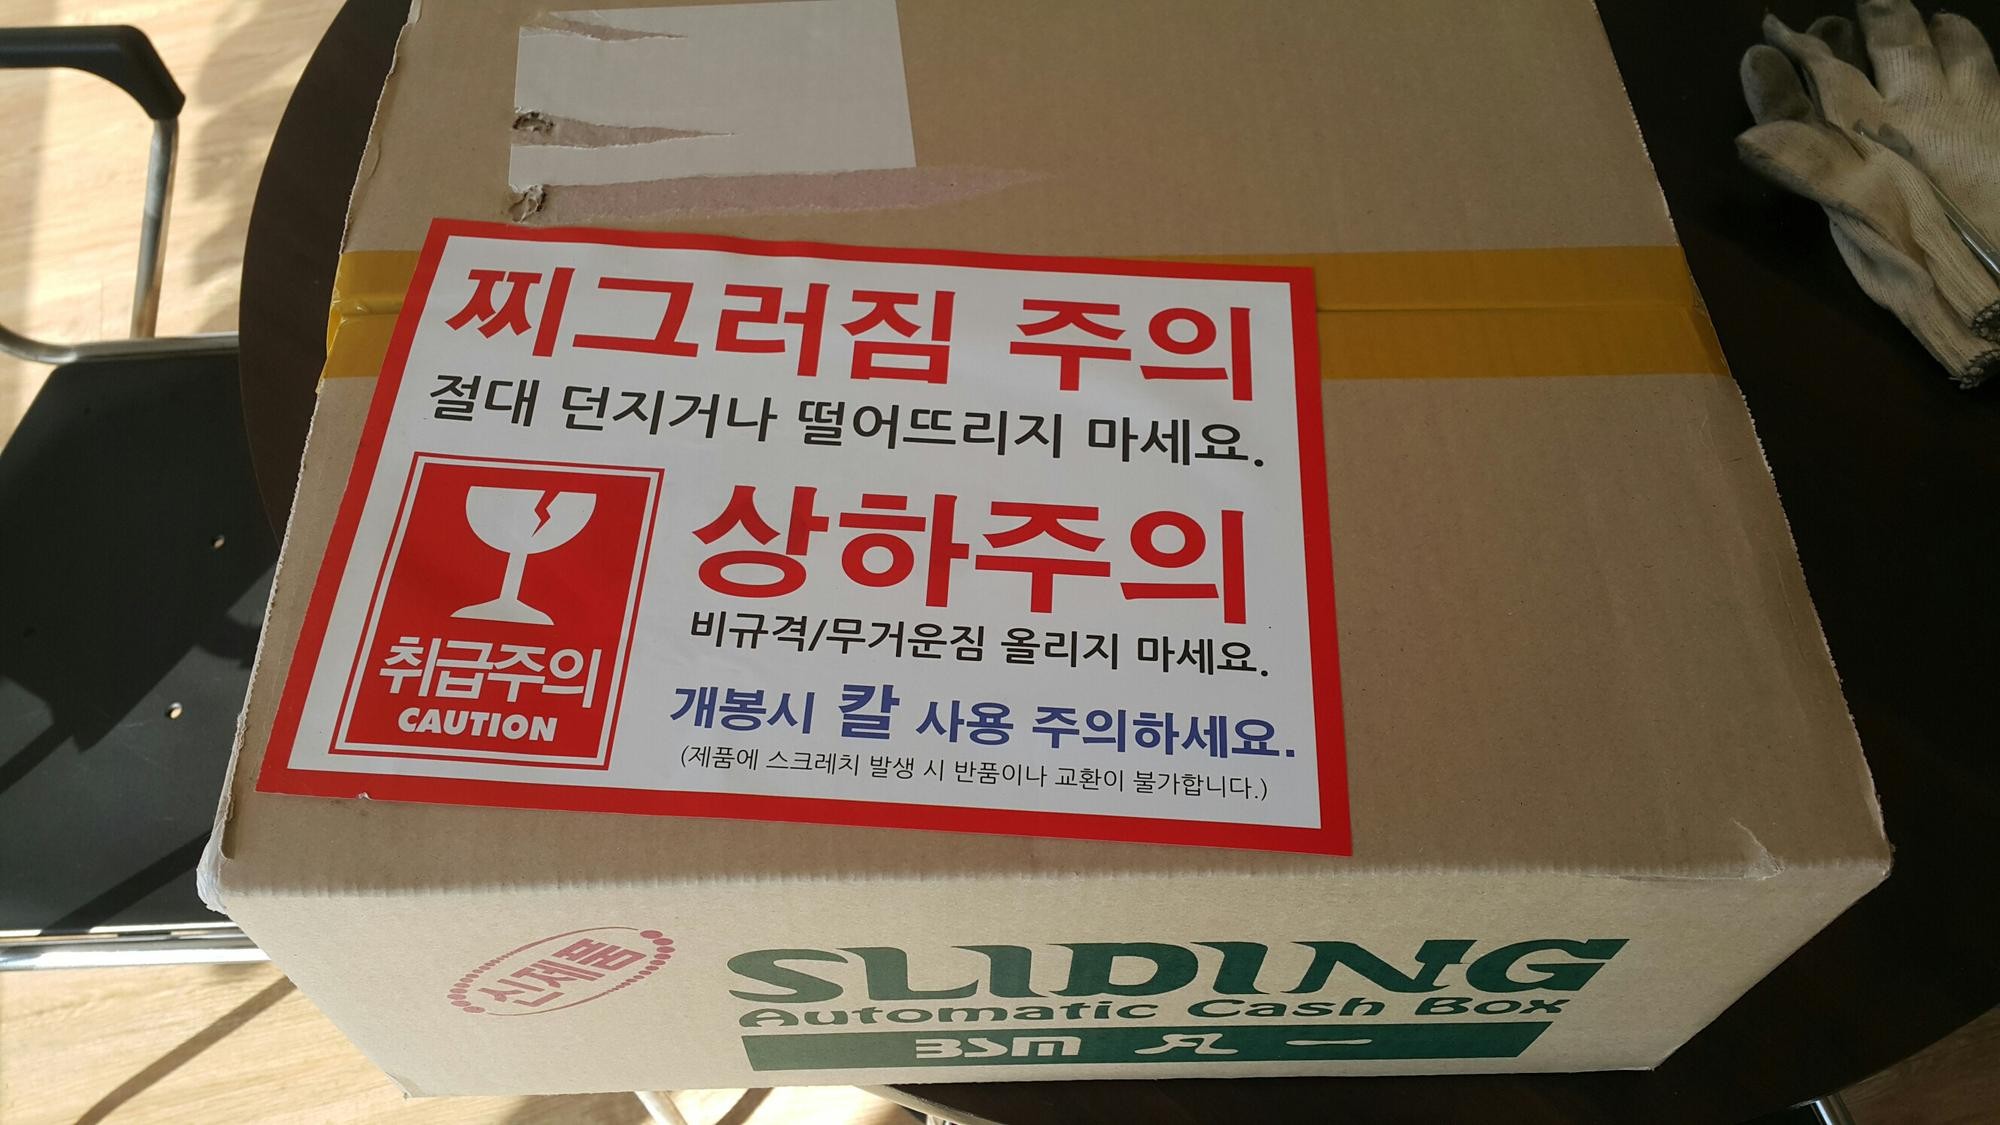 찌그러짐 주의
절대 던지거나 떨어뜨리지 마세요.
상하주의
비규격/무거운짐 올리지 마세요.
취급주의
CAUTION
개봉시 칼 사용 주의하세요.
(제품에 스크레치 발생 시 반품이나 교환이 불가합니다.)
신제품
SLIDING
Automatic Cash Box